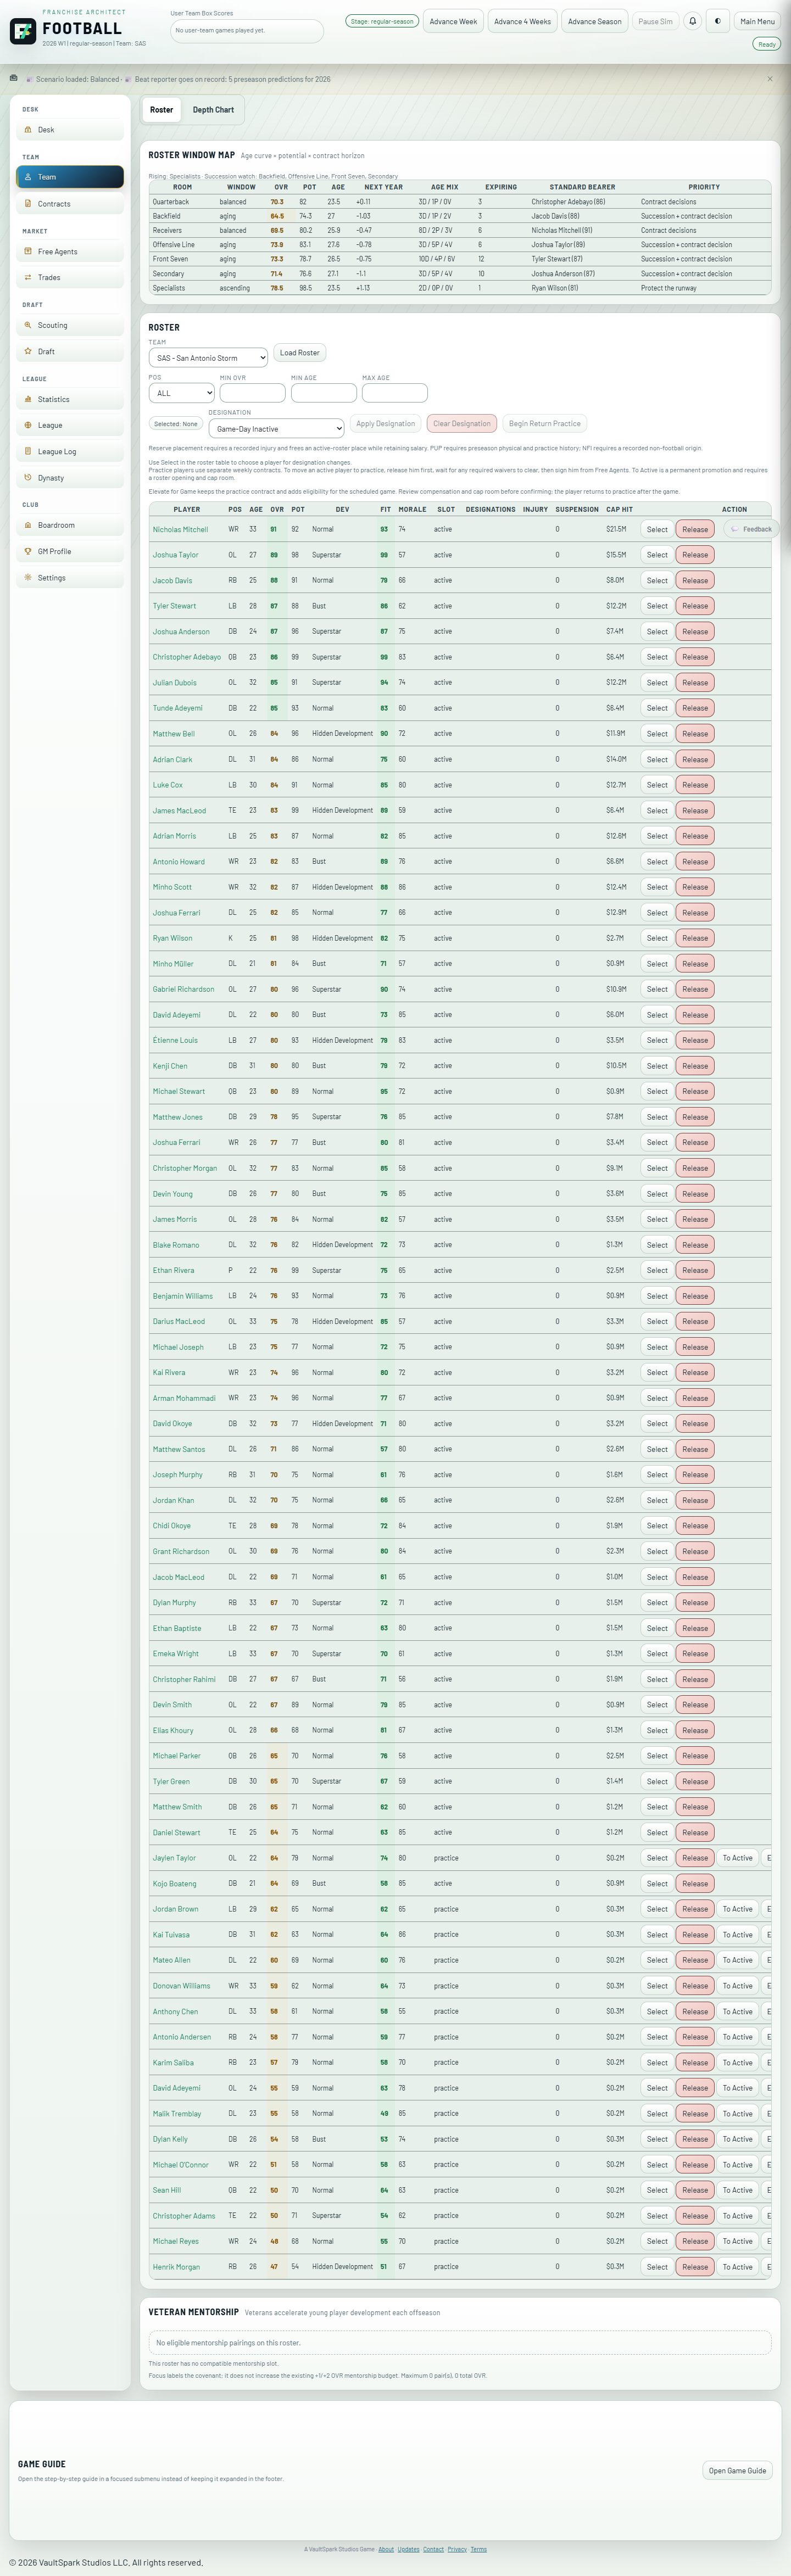 FRANCHISE ARCHITECT
FOOTBALL
2026 W1 | regular-season | Team: SAS
User Team Box Scores
No user-team games played yet.
Stage: regular-season
Advance Week
Advance 4 Weeks
Advance Season
Pause Sim
Main Menu
Ready
Scenario loaded: Balanced · Beat reporter goes on record: 5 preseason predictions for 2026
DESK
Desk
TEAM
Team
Contracts
MARKET
Free Agents
Trades
DRAFT
Scouting
Draft
LEAGUE
Statistics
League
League Log
Dynasty
CLUB
Boardroom
GM Profile
Settings
Roster
Depth Chart
ROSTER WINDOW MAP Age curve + potential + contract horizon
Rising: Specialists · Succession watch: Backfield, Offensive Line, Front Seven, Secondary
ROOM WINDOW OVR POT AGE NEXT YEAR AGE MIX EXPIRING STANDARD BEARER PRIORITY
Quarterback balanced 70.3 82 23.5 +0.11 3D / 1P / 0V 3 Christopher Adebayo (86) Contract decisions
Backfield aging 64.5 74.3 27 -1.03 3D / 1P / 2V 3 Jacob Davis (88) Succession + contract decision
Receivers balanced 69.5 80.2 25.9 -0.47 8D / 2P / 3V 6 Nicholas Mitchell (91) Contract decisions
Offensive Line aging 73.9 83.1 27.6 -0.78 3D / 5P / 4V 6 Joshua Taylor (89) Succession + contract decision
Front Seven aging 73.3 78.7 26.5 -0.75 10D / 4P / 6V 12 Tyler Stewart (87) Succession + contract decision
Secondary aging 71.4 76.6 27.1 -1.1 3D / 5P / 4V 10 Joshua Anderson (87) Succession + contract decision
Specialists ascending 78.5 98.5 23.5 +1.13 2D / 0P / 0V 1 Ryan Wilson (81) Protect the runway
ROSTER
TEAM
SAS - San Antonio Storm
Load Roster
POS MIN OVR MIN AGE MAX AGE
ALL
DESIGNATION
Selected: None
Game-Day Inactive
Apply Designation
Clear Designation
Begin Return Practice
Reserve placement requires a recorded injury and frees an active-roster place while retaining salary. PUP requires preseason physical and practice history; NFI requires a recorded non-football origin.
Use Select in the roster table to choose a player for designation changes.
Practice players use separate weekly contracts. To move an active player to practice, release him first, wait for any required waivers to clear, then sign him from Free Agents. To Active is a permanent promotion and requires
a roster opening and cap room.
Elevate for Game keeps the practice contract and adds eligibility for the scheduled game. Review compensation and cap room before confirming; the player returns to practice after the game.
PLAYER POS AGE OVR POT DEV FIT MORALE SLOT DESIGNATIONS INJURY SUSPENSION CAP HIT ACTION
Nicholas Mitchell WR 33 91 92 Normal 93 74 active 0 $21.5M Select Release Feedback
Joshua Taylor OL 27 89 98 Superstar 99 57 active 0 $15.5M Select Release
Jacob Davis RB 25 88 91 Normal 79 66 active 0 $8.0M Select Release
Tyler Stewart LB 28 87 88 Bust 86 62 active 0 $12.2M Select Release
Joshua Anderson DB 24 87 96 Superstar 87 75 active 0 $7.4M Select Release
Christopher Adebayo QB 23 86 99 Superstar 99 83 active 0 $6.4M Select Release
Julian Dubois OL 32 85 91 Superstar 94 74 active 0 $12.2M Select Release
Tunde Adeyemi DB 22 85 93 Normal 83 60 active 0 $6.4M Select Release
Matthew Bell OL 26 84 96 Hidden Development 90 72 active 0 $11.9M Select Release
Adrian Clark DL 31 84 86 Normal 75 60 active 0 $14.0M Select Release
Luke Cox LB 30 84 91 Normal 85 80 active 0 $12.7M Select Release
James MacLeod TE 23 83 99 Hidden Development 89 59 active 0 $6.4M Select Release
Adrian Morris LB 25 83 87 Normal 82 85 active 0 $12.6M Select Release
Antonio Howard WR 23 82 83 Bust 89 76 active 0 $6.6M Select Release
Minho Scott WR 32 82 87 Hidden Development 88 86 active 0 $12.4M Select Release
Joshua Ferrari DL 25 82 85 Normal 77 66 active 0 $12.9M Select Release
Ryan Wilson K 25 81 98 Hidden Development 82 75 active 0 $2.7M Select Release
Minho Müller DL 21 81 84 Bust 71 57 active 0 $0.9M Select Release
Gabriel Richardson OL 27 80 96 Superstar 90 74 active 0 $10.9M Select Release
David Adeyemi DL 22 80 80 Bust 73 85 active 0 $6.0M Select Release
Étienne Louis LB 27 80 93 Hidden Development 79 83 active 0 $3.5M Select Release
Kenji Chen DB 31 80 80 Bust 79 72 active 0 $10.5M Select Release
Michael Stewart QB 23 80 89 Normal 95 72 active 0 $0.9M Select Release
Matthew Jones DB 29 78 95 Superstar 76 85 active 0 $7.8M Select Release
Joshua Ferrari WR 26 77 77 Bust 80 81 active 0 $3.4M Select Release
Christopher Morgan OL 32 77 83 Normal 85 58 active 0 $9.1M Select Release
Devin Young DB 26 77 80 Bust 75 85 active 0 $3.6M Select Release
James Morris OL 28 76 84 Normal 82 57 active 0 $3.5M Select Release
Blake Romano DL 32 76 82 Hidden Development 72 73 active 0 $1.3M Select Release
Ethan Rivera P 22 76 99 Superstar 75 65 active 0 $2.5M Select Release
Benjamin Williams LB 24 76 93 Normal 73 76 active 0 $0.9M Select Release
Darius MacLeod OL 33 75 78 Hidden Development 85 57 active 0 $3.3M Select Release
Michael Joseph LB 23 75 77 Normal 72 75 active 0 $0.9M Select Release
Kai Rivera WR 23 74 96 Normal 80 72 active 0 $3.2M Select Release
Arman Mohammadi WR 23 74 96 Normal 77 67 active 0 $0.9M Select Release
David Okoye DB 32 73 77 Hidden Development 71 80 active 0 $3.2M Select Release
Matthew Santos DL 26 71 86 Normal 57 80 active 0 $2.6M Select Release
Joseph Murphy RB 31 70 75 Normal 61 76 active 0 $1.6M Select Release
Jordan Khan DL 32 70 75 Normal 66 65 active 0 $2.6M Select Release
Chidi Okoye TE 28 69 78 Normal 72 84 active 0 $1.9M Select Release
Grant Richardson OL 30 69 76 Normal 80 84 active 0 $2.3M Select Release
Jacob MacLeod DL 22 69 71 Normal 61 65 active 0 $1.0M Select Release
Dylan Murphy RB 33 67 70 Superstar 72 71 active 0 $1.5M Select Release
Ethan Baptiste LB 22 67 73 Normal 63 80 active 0 $1.5M Select Release
Emeka Wright LB 33 67 70 Superstar 70 61 active 0 $1.3M Select Release
Christopher Rahimi DB 27 67 67 Bust 71 56 active 0 $1.9M Select Release
Devin Smith OL 22 67 89 Normal 78 85 active 0 $0.9M Select Release
Elias Khoury OL 28 66 68 Normal 81 67 active 0 $1.3M Select Release
Michael Parker QB 26 65 70 Normal 76 58 active 0 $2.5M Select Release
Tyler Green DB 30 65 70 Superstar 67 59 active 0 $1.4M Select Release
Matthew Smith DB 26 65 71 Normal 62 60 active 0 $1.2M Select Release
Daniel Stewart TE 25 64 75 Normal 63 85 active 0 $1.2M Select Release
Jaylen Taylor OL 22 64 79 Normal 74 80 practice 0 $0.2M Select Release To Active E
Kojo Boateng DB 21 64 69 Bust 58 85 active 0 $0.9M Select Release
Jordan Brown LB 29 62 65 Normal 62 65 practice 0 $0.3M Select Release To Active E
Kai Tuivasa DB 31 62 63 Normal 64 86 practice 0 $0.3M Select Release To Active E
Mateo Allen DL 22 60 69 Normal 60 76 practice 0 $0.2M Select Release To Active E
Donovan Williams WR 33 59 62 Normal 64 73 practice 0 $0.3M Select Release To Active E
Anthony Chen DL 33 58 61 Normal 58 55 practice 0 $0.3M Select Release To Active E
Antonio Andersen RB 24 58 77 Normal 59 77 practice 0 $0.2M Select Release To Active E
Karim Saliba RB 23 57 79 Normal 58 70 practice 0 $0.2M Select Release To Active E
David Adeyemi OL 24 55 59 Normal 63 78 practice 0 $0.2M Select Release To Active E
Malik Tremblay DL 23 55 58 Normal 49 85 practice 0 $0.2M Select Release To Active E
Dylan Kelly DB 26 54 58 Bust 53 74 practice 0 $0.3M Select Release To Active E
Michael O'Connor WR 22 51 58 Normal 58 63 practice 0 $0.2M Select Release To Active E
Sean Hill QB 22 50 70 Normal 64 63 practice 0 $0.2M Select Release To Active E
Christopher Adams TE 22 50 71 Superstar 54 62 practice 0 $0.2M Select Release To Active E
Michael Reyes WR 24 48 68 Normal 55 70 practice 0 $0.2M Select Release To Active E
Henrik Morgan RB 26 47 54 Hidden Development 51 67 practice 0 $0.3M Select Release To Active E
VETERAN MENTORSHIP Veterans accelerate young player development each offseason
No eligible mentorship pairings on this roster.
This roster has no compatible mentorship slot.
Focus labels the covenant; it does not increase the existing +1/+2 OVR mentorship budget. Maximum 0 pair(s), 0 total OVR.
GAME GUIDE
Open the step-by-step guide in a focused submenu instead of keeping it expanded in the footer.
Open Game Guide
A VaultSpark Studios Game · About · Updates · Contact · Privacy · Terms
© 2026 VaultSpark Studios LLC. All rights reserved.